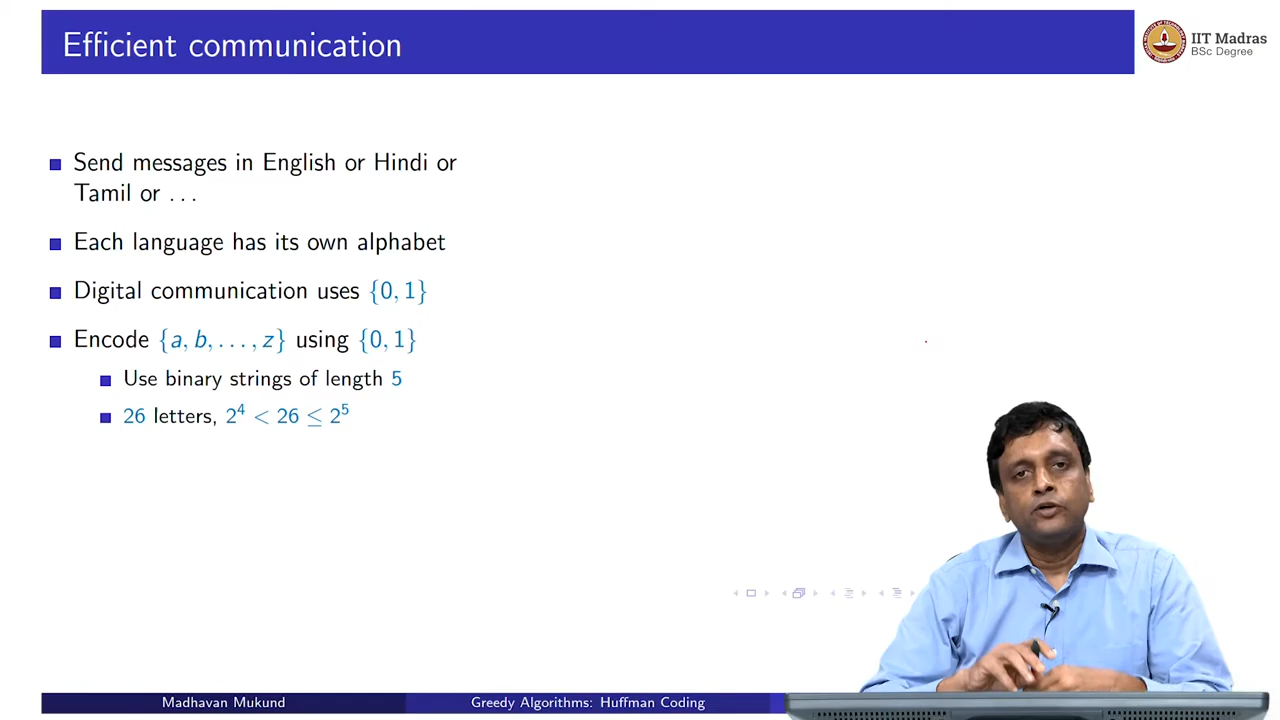 Efficient communication
IIT Madras
BSc Degree
Send messages in English or Hindi or
Tamil or . . .
Each language has its own alphabet
Digital communication uses {0, 1}
Encode {a, b, . . . , z} using {0, 1}
Use binary strings of length 5
26 letters, 2⁴ < 26 ≤ 2⁵
Madhavan Mukund
Greedy Algorithms: Huffman Coding